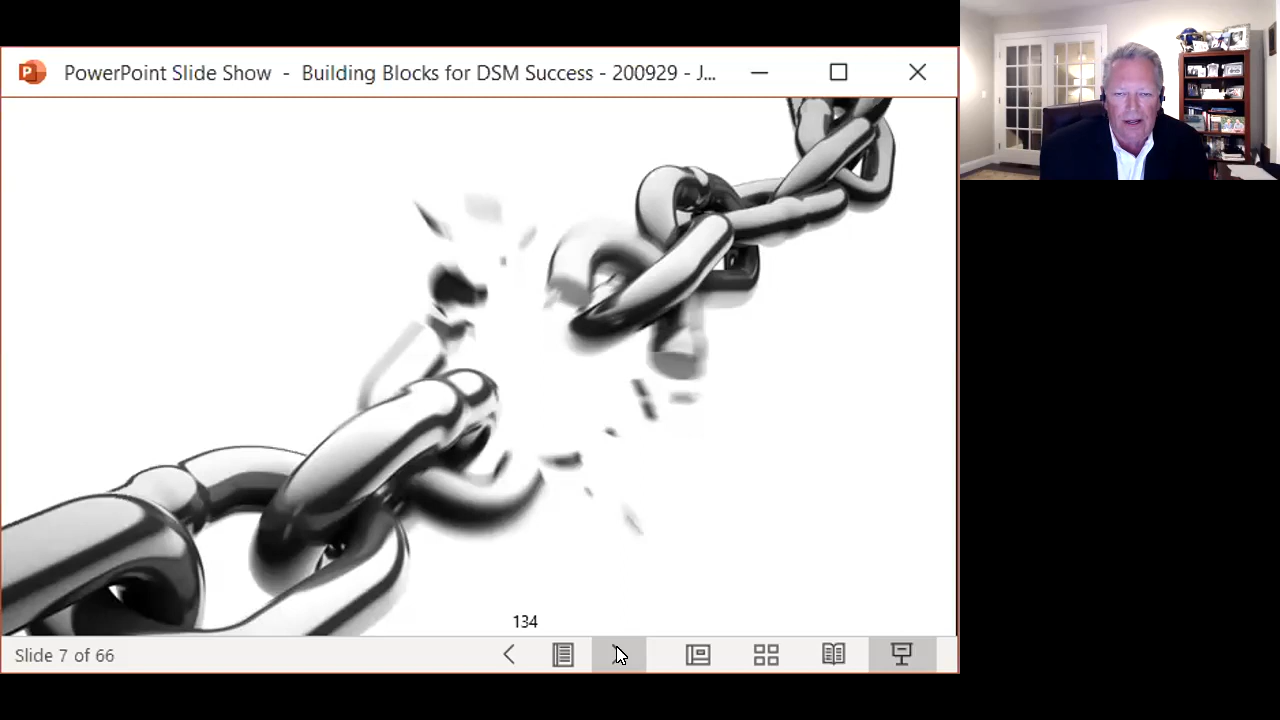 PowerPoint Slide Show - Building Blocks for DSM Success - 200929 - J...
134
Slide 7 of 66